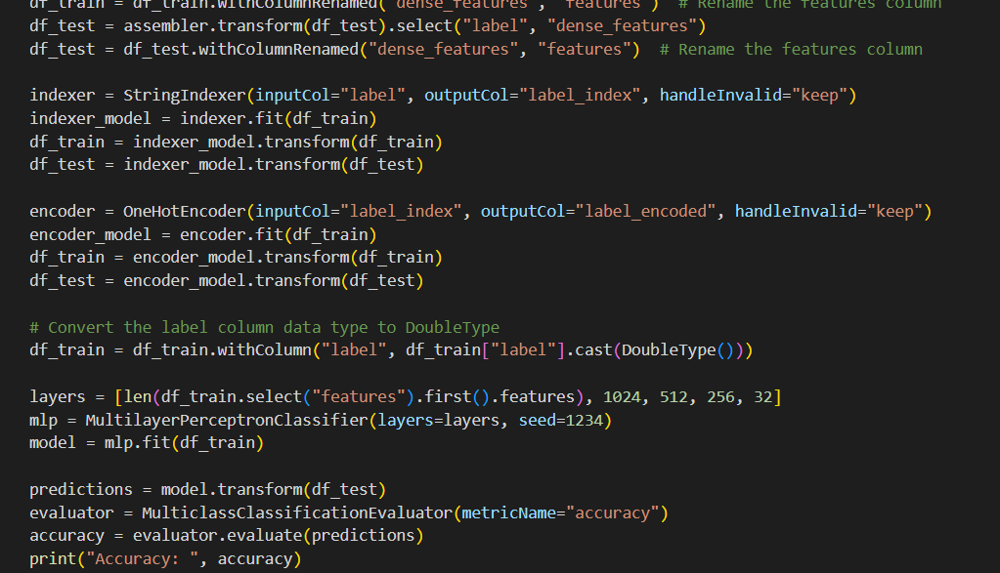 df_train = df_train.withColumnRenamed("dense_features", "features")  # Rename the features column
df_test = assembler.transform(df_test).select("label", "dense_features")
df_test = df_test.withColumnRenamed("dense_features", "features")  # Rename the features column
indexer = StringIndexer(inputCol="label", outputCol="label_index", handleInvalid="keep")
indexer_model = indexer.fit(df_train)
df_train = indexer_model.transform(df_train)
df_test = indexer_model.transform(df_test)
encoder = OneHotEncoder(inputCol="label_index", outputCol="label_encoded", handleInvalid="keep")
encoder_model = encoder.fit(df_train)
df_train = encoder_model.transform(df_train)
df_test = encoder_model.transform(df_test)
# Convert the label column data type to DoubleType
df_train = df_train.withColumn("label", df_train["label"].cast(DoubleType()))
layers = [len(df_train.select("features").first().features), 1024, 512, 256, 32]
mlp = MultilayerPerceptronClassifier(layers=layers, seed=1234)
model = mlp.fit(df_train)
predictions = model.transform(df_test)
evaluator = MulticlassClassificationEvaluator(metricName="accuracy")
accuracy = evaluator.evaluate(predictions)
print("Accuracy: ", accuracy)